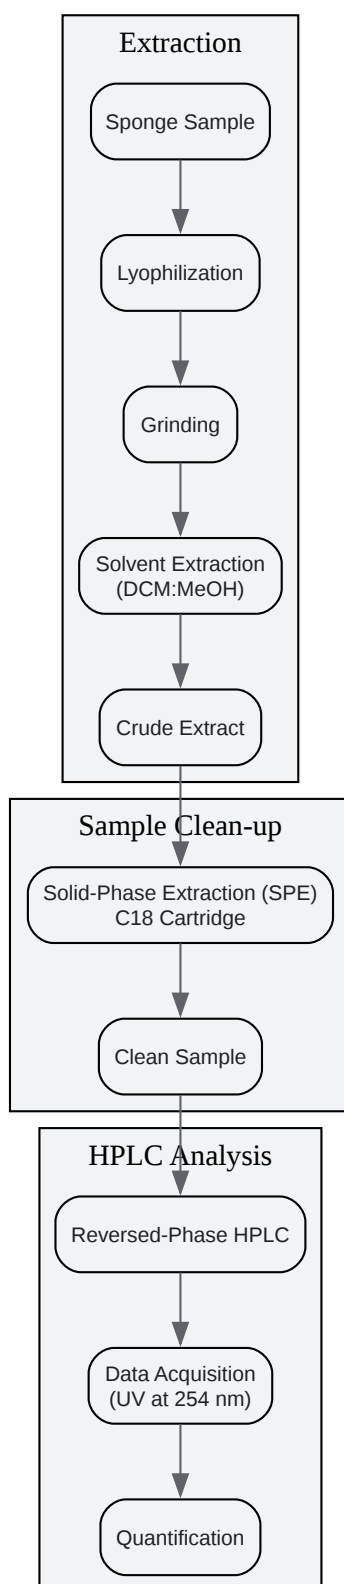 Extraction
Sponge Sample
Lyophilization
Grinding
Solvent Extraction
(DCM:MeOH)
Crude Extract
Sample Clean-up
Solid-Phase Extraction (SPE)
C18 Cartridge
Clean Sample
HPLC Analysis
Reversed-Phase HPLC
Data Acquisition
(UV at 254 nm)
Quantification